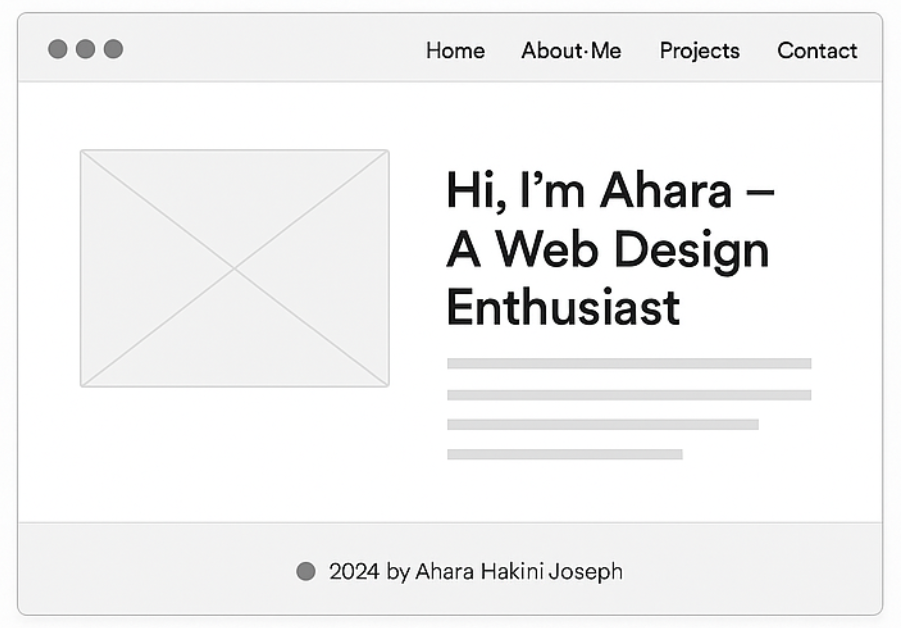 Home About·Me Projects Contact
Hi, I’m Ahara –
A Web Design
Enthusiast
2024 by Ahara Hakini Joseph